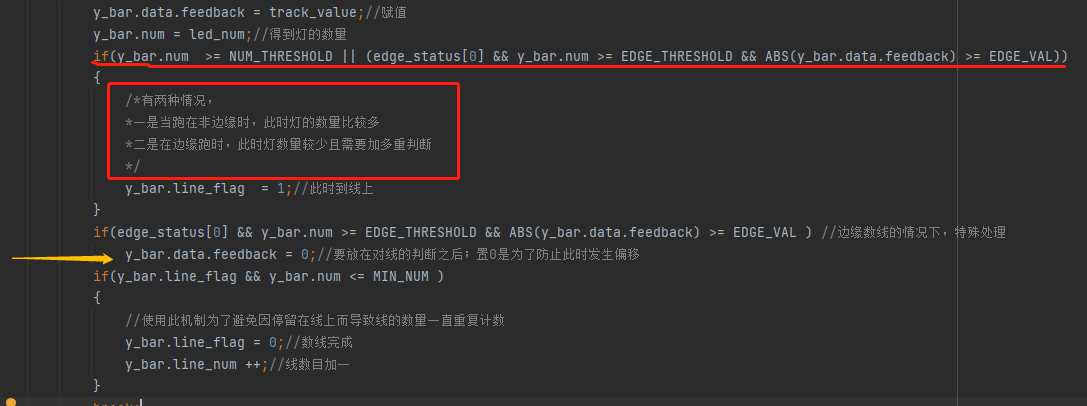 y_bar.data.feedback = track_value;//赋值
y_bar.num = led_num;//得到灯的数量
if(y_bar.num  >= NUM_THRESHOLD || (edge_status[0] && y_bar.num >= EDGE_THRESHOLD && ABS(y_bar.data.feedback) >= EDGE_VAL))
{
/*有两种情况,
*一是当跑在非边缘时，此时灯的数量比较多
*二是在边缘跑时，此时灯数量较少且需要加多重判断
*/
y_bar.line_flag  = 1;//此时到线上
}
if(edge_status[0] && y_bar.num >= EDGE_THRESHOLD && ABS(y_bar.data.feedback) >= EDGE_VAL ) //边缘数线的情况下，特殊处理
y_bar.data.feedback = 0;//要放在对线的判断之后；置0是为了防止此时发生偏移
if(y_bar.line_flag && y_bar.num <= MIN_NUM )
{
//使用此机制为了避免因停留在线上而导致线的数量一直重复计数
y_bar.line_flag = 0;//数线完成
y_bar.line_num ++;//线数目加一
}